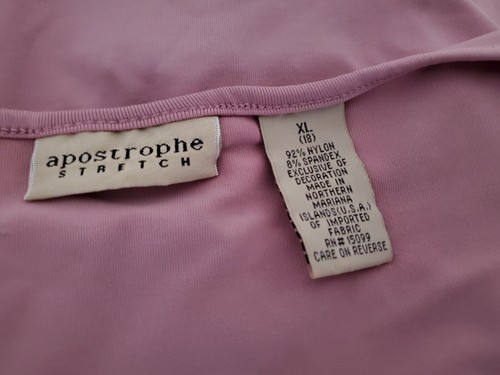 apostrophe
STRETCH
XL
(18)
92% NYLON
8% SPANDEX
EXCLUSIVE OF
DECORATION
MADE IN
NORTHERN
MARIANA
ISLANDS(U.S.A.)
OF IMPORTED
FABRIC
RN# 15099
CARE ON REVERSE